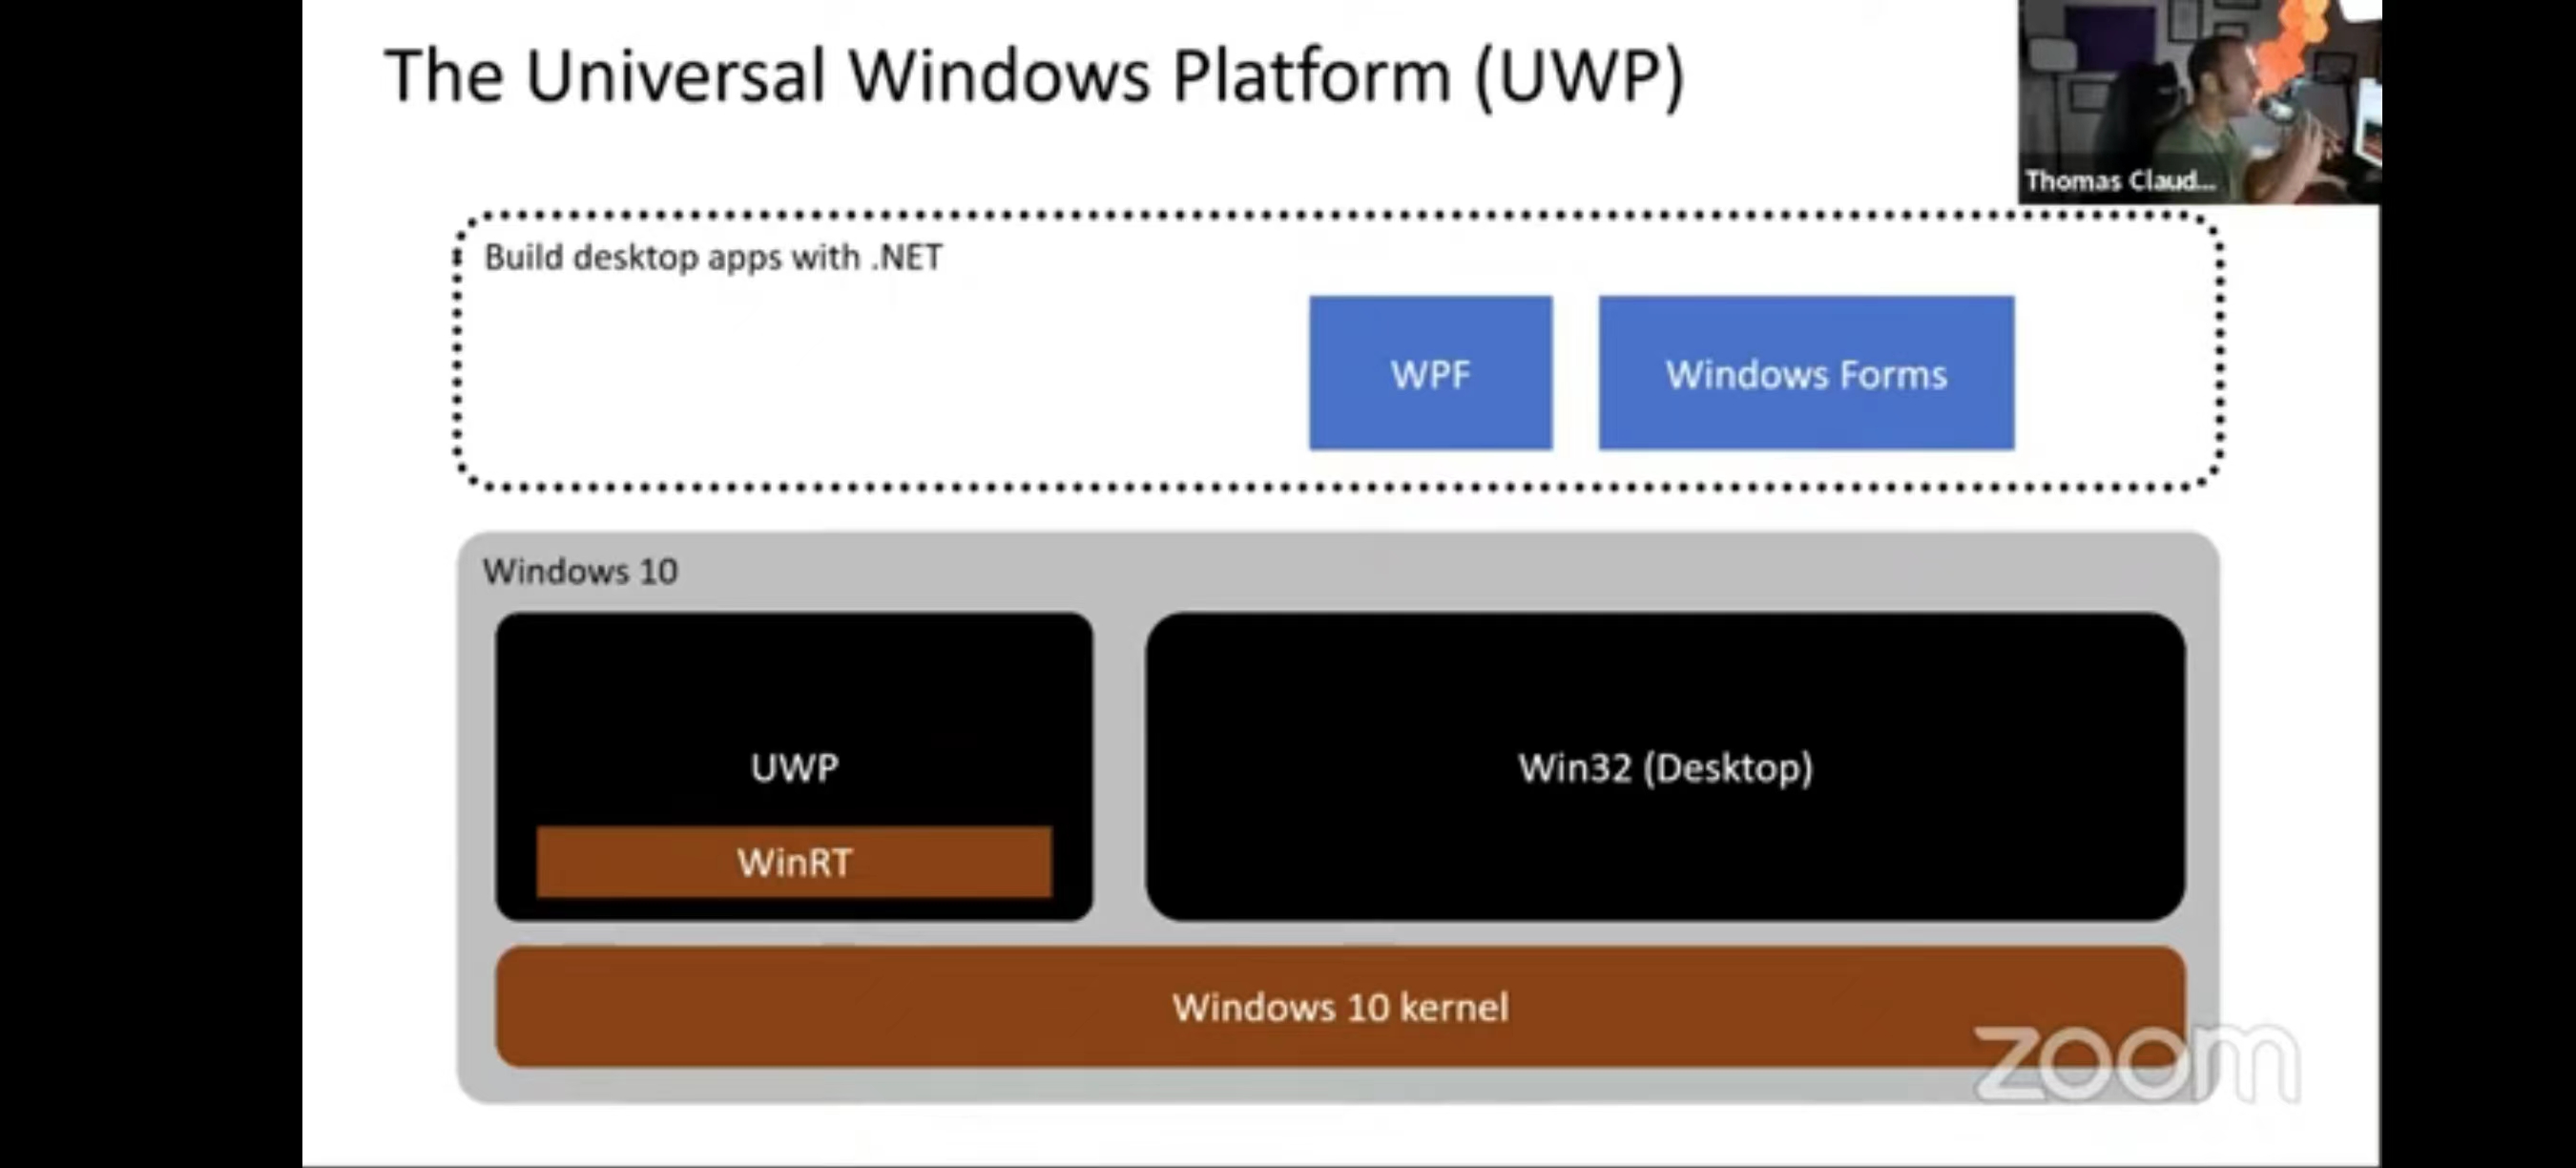 The Universal Windows Platform (UWP)
Thomas Claud...
Build desktop apps with .NET
WPF
Windows Forms
Windows 10
UWP
Win32 (Desktop)
WinRT
Windows 10 kernel
zoom